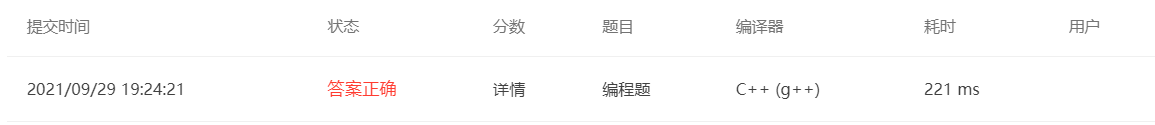 提交时间 状态 分数 题目 编译器 耗时 用户
2021/09/29 19:24:21 答案正确 详情 编程题 C++ (g++) 221 ms